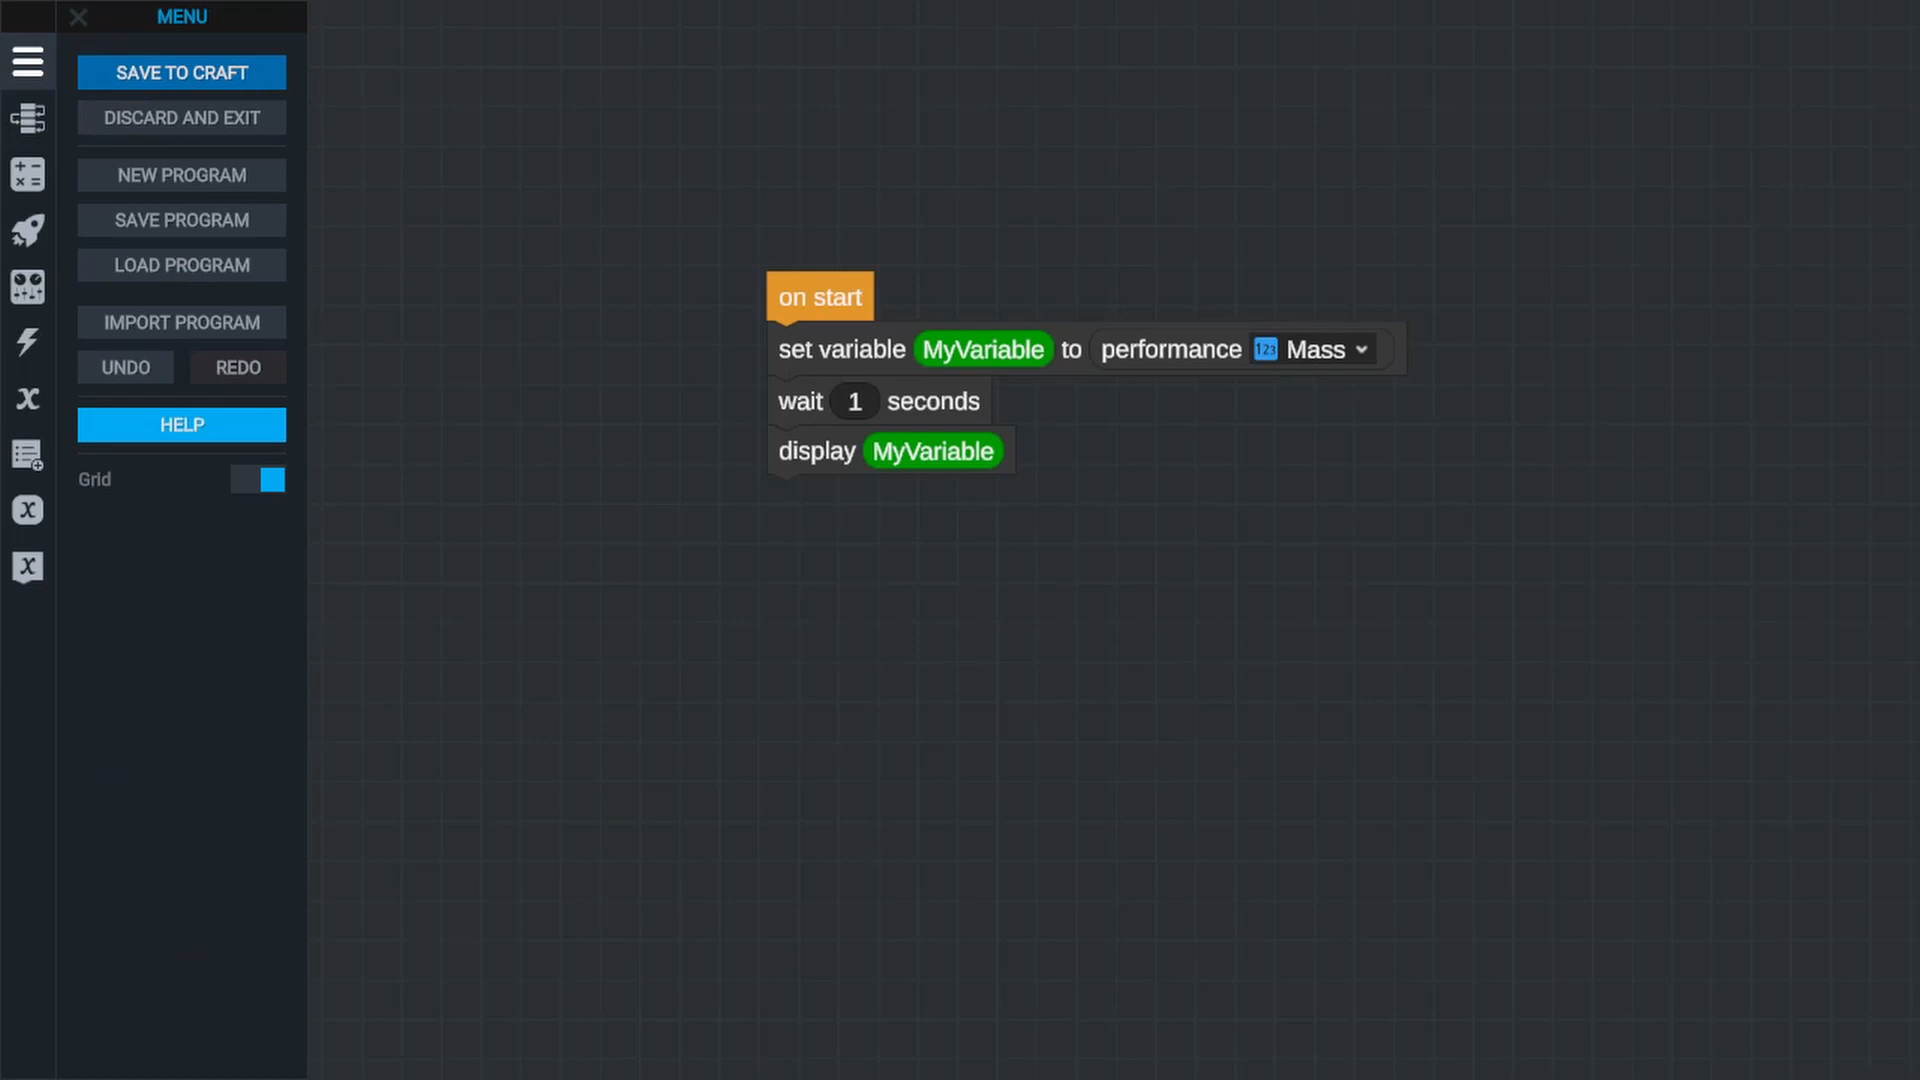 MENU
SAVE TO CRAFT
DISCARD AND EXIT
NEW PROGRAM
SAVE PROGRAM
LOAD PROGRAM
IMPORT PROGRAM
UNDO REDO
HELP
Grid
on start
set variable MyVariable to performance 123 Mass
wait 1 seconds
display MyVariable
x
x
x